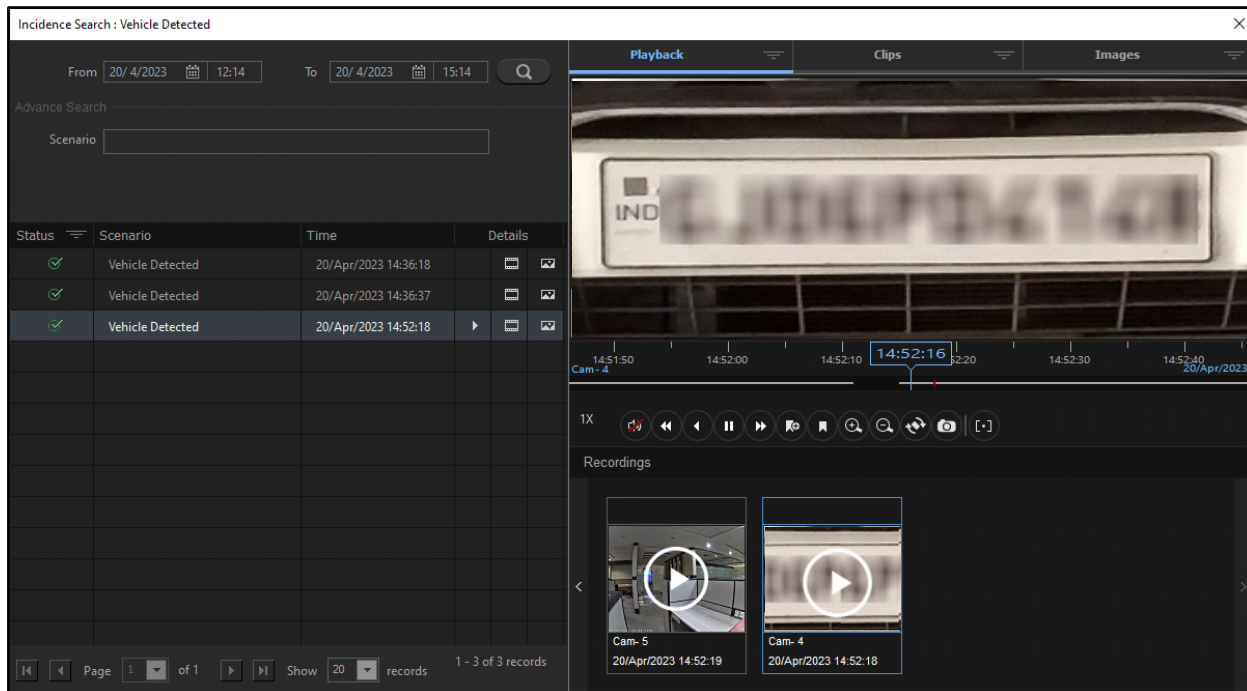 Incidence Search : Vehicle Detected
From 20/ 4/2023 12:14 To 20/ 4/2023 15:14
Advance Search
Scenario
Status Scenario Time Details
Vehicle Detected 20/Apr/2023 14:36:18
Vehicle Detected 20/Apr/2023 14:36:37
Vehicle Detected 20/Apr/2023 14:52:18
Page 1 of 1 Show 20 records 1 - 3 of 3 records
Playback Clips Images
IND
14:51:50 14:52:00 14:52:10 14:52:16 14:52:30 14:52:40
Cam- 4 20/Apr/2023
1X
Recordings
Cam- 5
20/Apr/2023 14:52:19
Cam- 4
20/Apr/2023 14:52:18